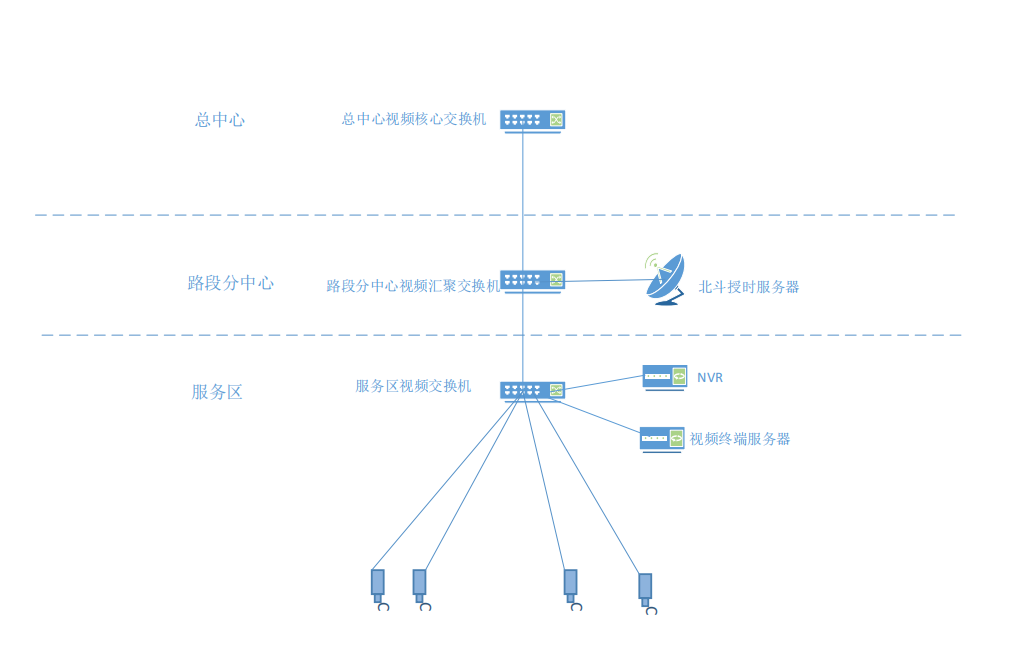 总中心
总中心视频核心交换机
路段分中心
路段分中心视频汇聚交换机
北斗授时服务器
服务区
服务区视频交换机
NVR
视频终端服务器